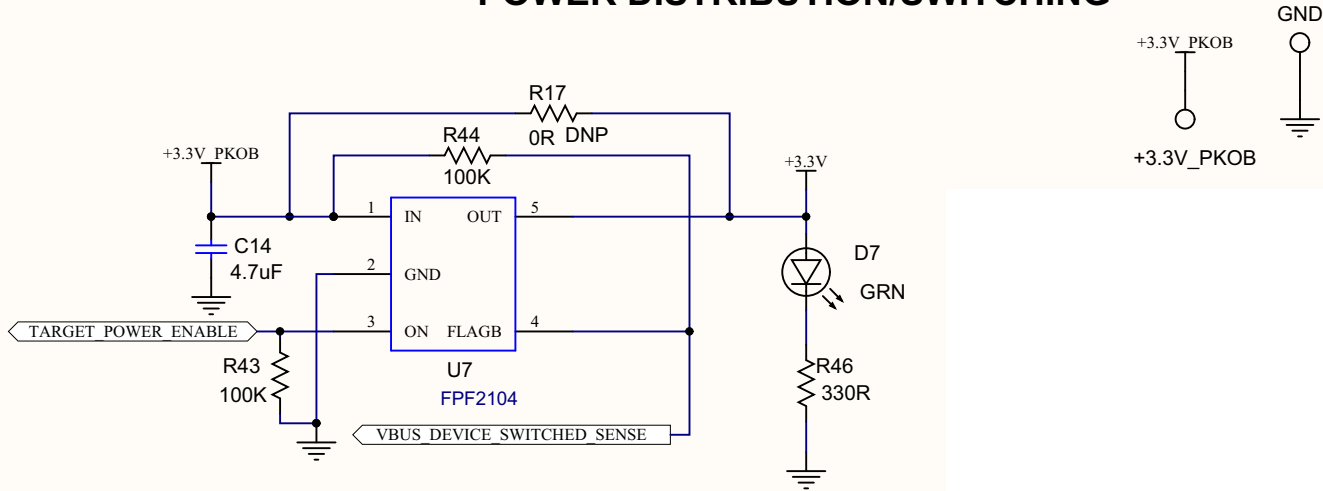 POWER DISTRIBUTION/SWITCHING
GND
+3.3V_PKOB
+3.3V_PKOB
R17
0R DNP
R44
100K
+3.3V_PKOB
+3.3V
1 IN OUT 5
C14
4.7uF
2 GND
D7
GRN
TARGET_POWER_ENABLE
3 ON FLAGB 4
R43
100K
U7
FPF2104
R46
330R
VBUS_DEVICE_SWITCHED_SENSE